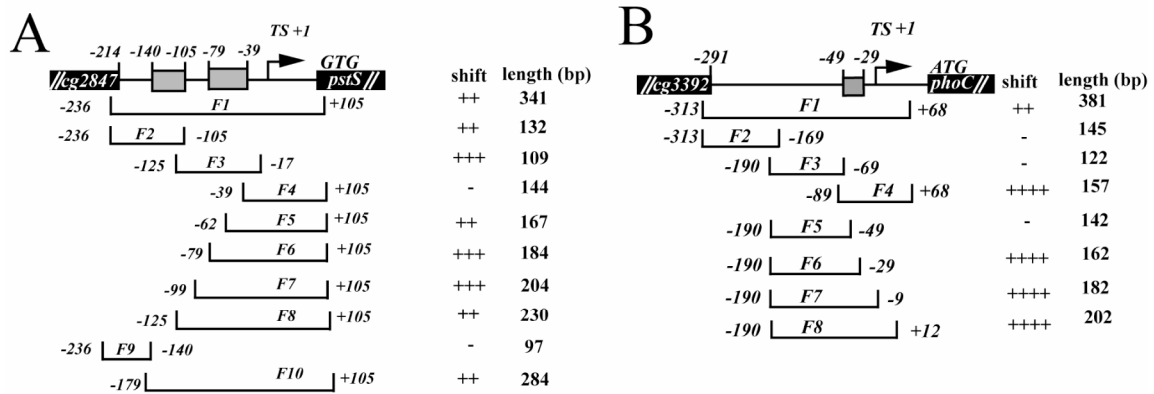 A
TS +1
-214 -140 -105 -79 -39
GTG
//cg2847 pstS //
shift length (bp)
-236 F1 +105 ++ 341
-236 F2 -105 ++ 132
-125 F3 -17 +++ 109
-39 F4 +105 - 144
-62 F5 +105 ++ 167
-79 F6 +105 +++ 184
-99 F7 +105 +++ 204
-125 F8 +105 ++ 230
-236 F9 -140 - 97
-179 F10 +105 ++ 284
B
TS +1
-291 -49 -29
ATG
//cg3392 phoC//
shift length (bp)
-313 F1 +68 ++ 381
-313 F2 -169 - 145
-190 F3 -69 - 122
-89 F4 +68 ++++ 157
-190 F5 -49 - 142
-190 F6 -29 ++++ 162
-190 F7 -9 ++++ 182
-190 F8 +12 ++++ 202